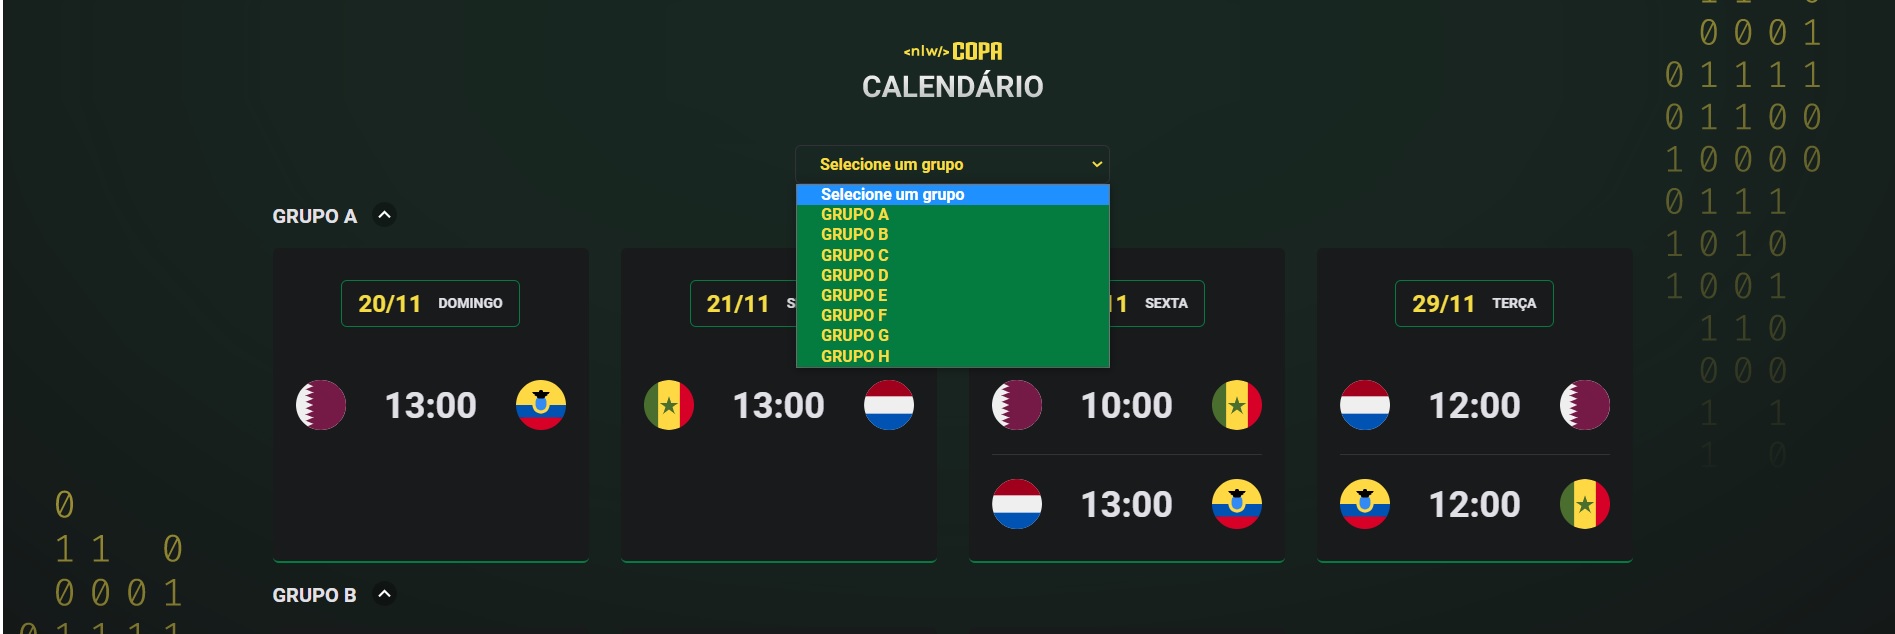 <nlw/> COPA
CALENDÁRIO
Selecione um grupo
Selecione um grupo
GRUPO A
GRUPO B
GRUPO C
GRUPO D
GRUPO E
GRUPO F
GRUPO G
GRUPO H
GRUPO A
20/11 DOMINGO
13:00
21/11
13:00
SEXTA
10:00
13:00
29/11 TERÇA
12:00
12:00
GRUPO B
0 0 0 1
0 1 1 1 1
0 1 1 0 0
1 0 0 0 0
0 1 1 1
1 0 1 0
1 0 0 1
1 1 0
0 0 0
1 1
1 0
0
1 1 0
0 0 0 1